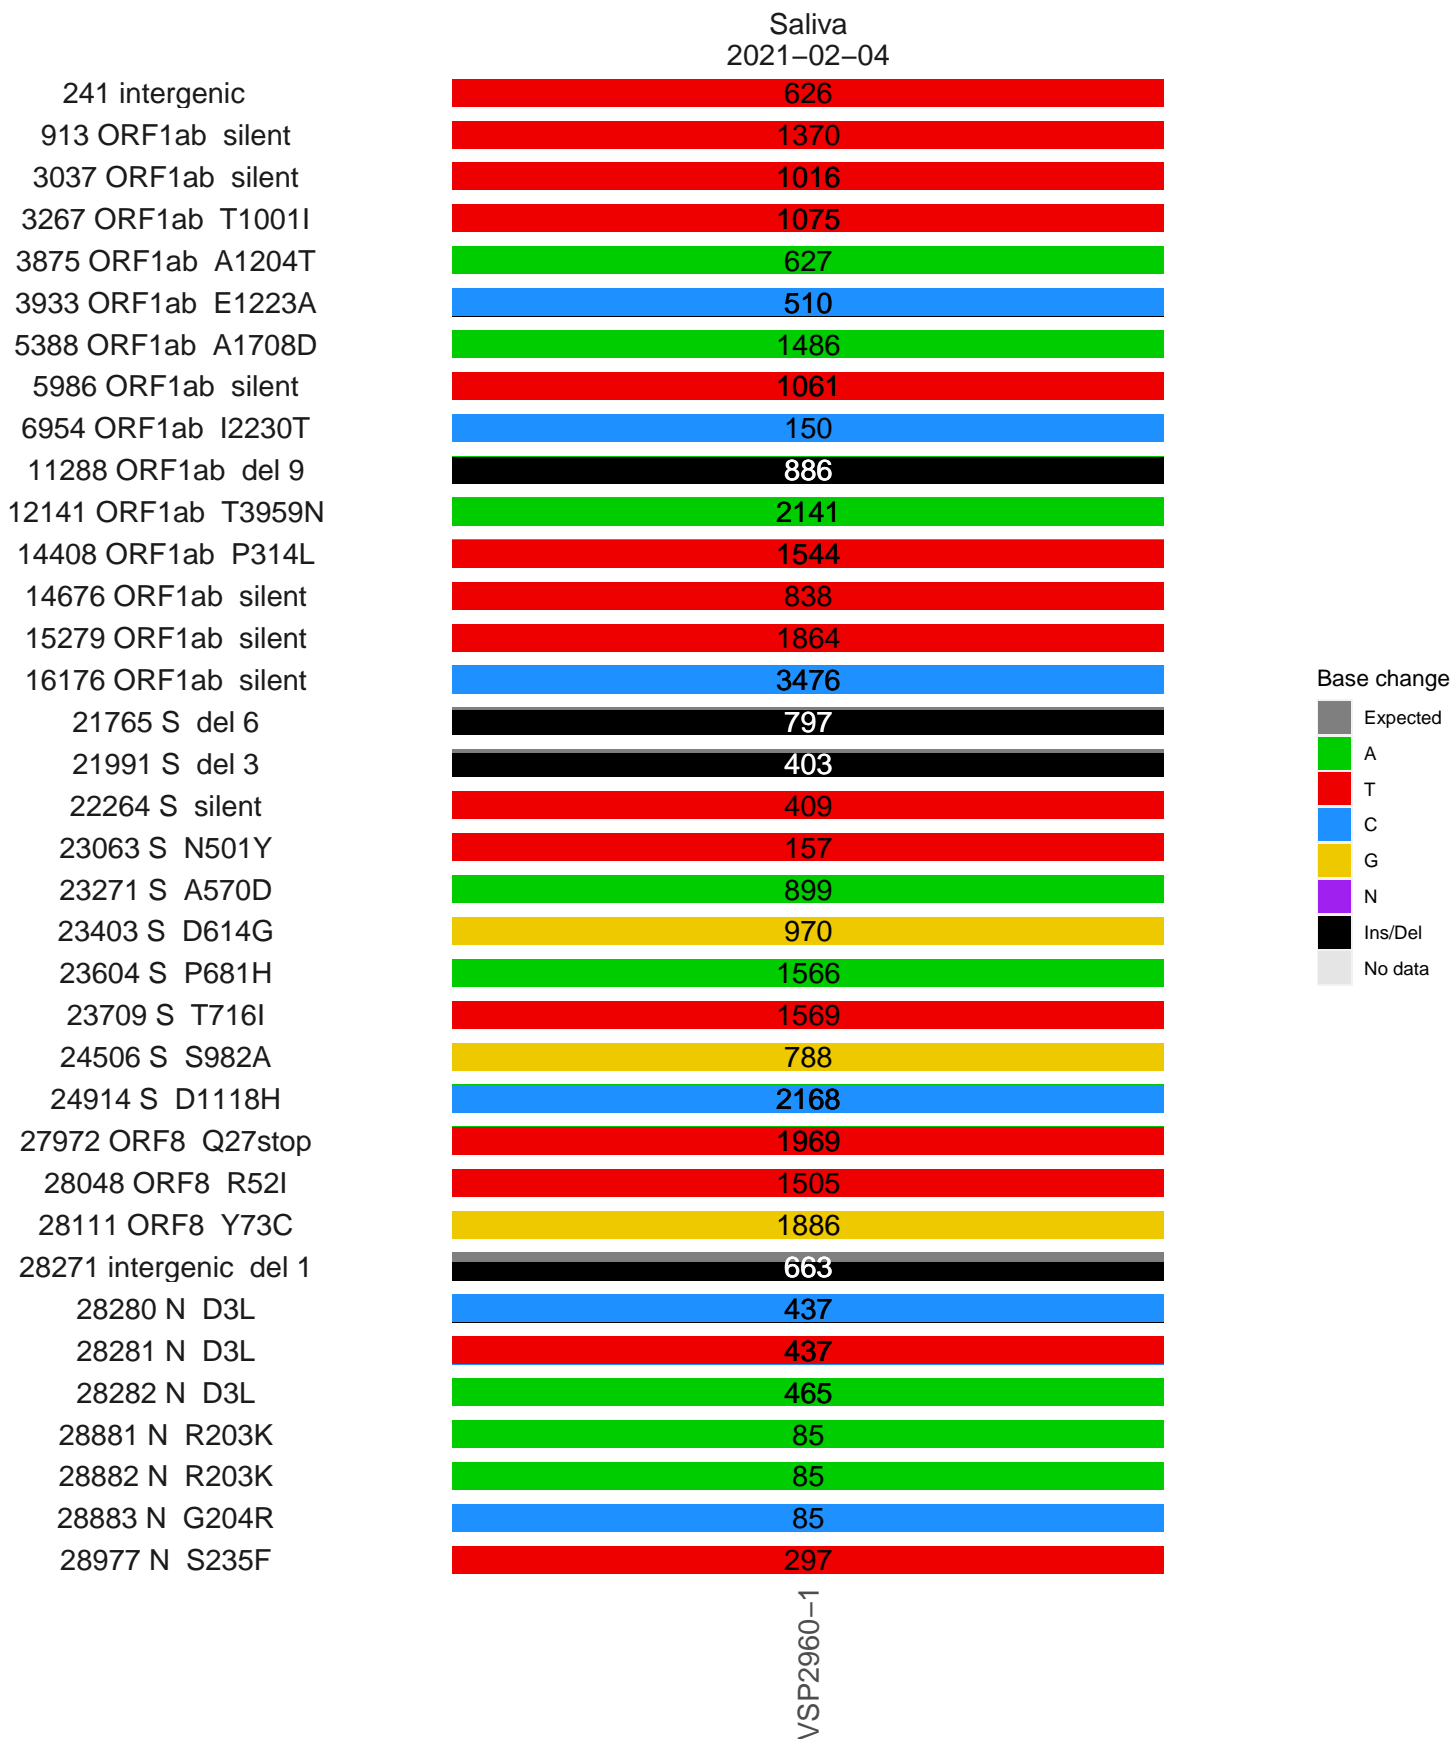 Saliva
2021−02−04
241 intergenic 626
913 ORF1ab silent 1370
3037 ORF1ab silent 1016
3267 ORF1ab T1001I 1075
3875 ORF1ab A1204T 627
3933 ORF1ab E1223A 510
5388 ORF1ab A1708D 1486
5986 ORF1ab silent 1061
6954 ORF1ab I2230T 150
11288 ORF1ab del 9 886
12141 ORF1ab T3959N 2141
14408 ORF1ab P314L 1544
14676 ORF1ab silent 838
15279 ORF1ab silent 1864
16176 ORF1ab silent 3476
21765 S del 6 797
21991 S del 3 403
22264 S silent 409
23063 S N501Y 157
23271 S A570D 899
23403 S D614G 970
23604 S P681H 1566
23709 S T716I 1569
24506 S S982A 788
24914 S D1118H 2168
27972 ORF8 Q27stop 1969
28048 ORF8 R52I 1505
28111 ORF8 Y73C 1886
28271 intergenic del 1 663
28280 N D3L 437
28281 N D3L 437
28282 N D3L 465
28881 N R203K 85
28882 N R203K 85
28883 N G204R 85
28977 N S235F 297
VSP2960−1
Base change
Expected
A
T
C
G
N
Ins/Del
No data